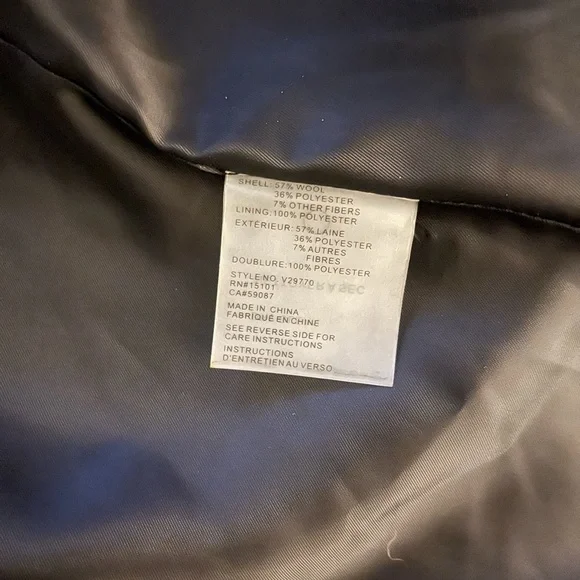 SHELL: 57% WOOL
36% POLYESTER
7% OTHER FIBERS
LINING: 100% POLYESTER
EXTÉRIEUR: 57% LAINE
36% POLYESTER
7% AUTRES
FIBRES
DOUBLURE: 100% POLYESTER
STYLE NO. V29770
RN#15101
CA#59087
MADE IN CHINA
FABRIQUÉ EN CHINE
SEE REVERSE SIDE FOR
CARE INSTRUCTIONS
INSTRUCTIONS
D'ENTRETIEN AU VERSO